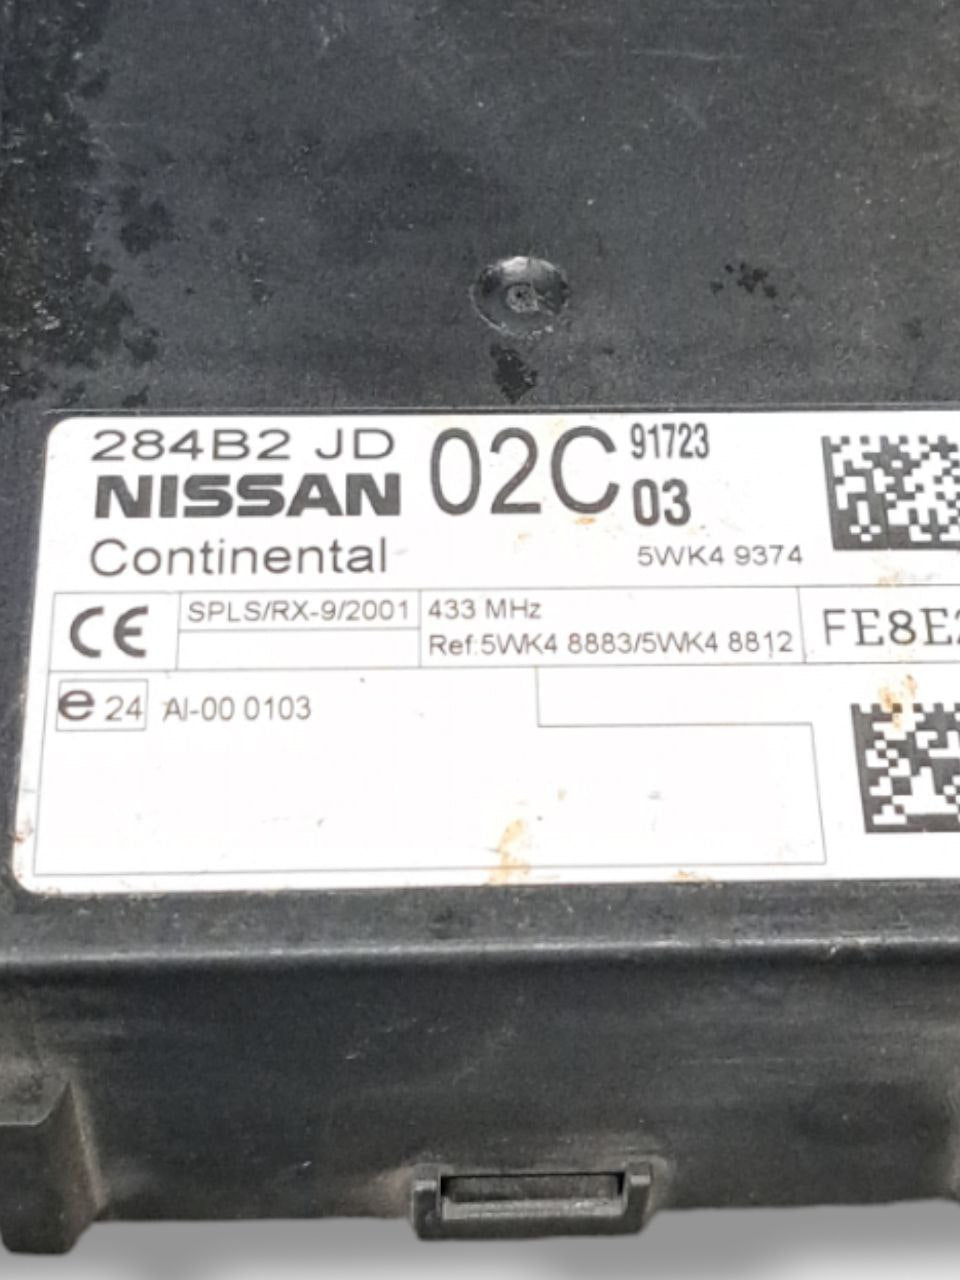 284B2 JD 02C 91723
NISSAN 03
Continental 5WK4 9374
CE SPLS/RX-9/2001 433 MHz
Ref:5WK4 8883/5WK4 8812 FE8E2
e 24 AI-00 0103